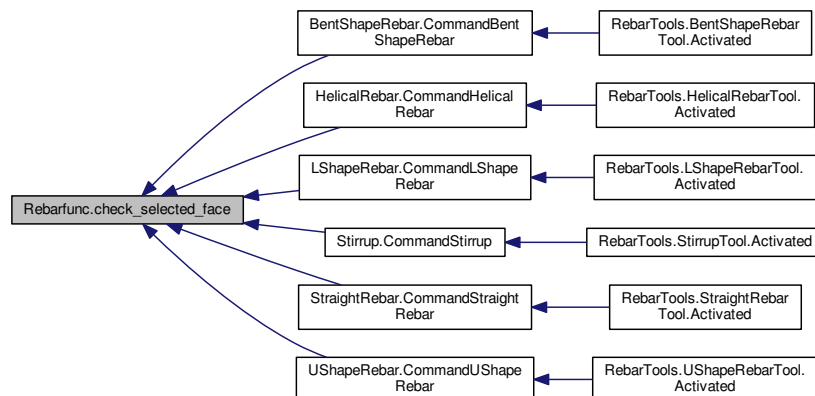 BentShapeRebar.CommandBent
ShapeRebar
RebarTools.BentShapeRebar
Tool.Activated
HelicalRebar.CommandHelical
Rebar
RebarTools.HelicalRebarTool.
Activated
LShapeRebar.CommandLShape
Rebar
RebarTools.LShapeRebarTool.
Activated
Rebarfunc.check_selected_face
Stirrup.CommandStirrup
RebarTools.StirrupTool.Activated
StraightRebar.CommandStraight
Rebar
RebarTools.StraightRebar
Tool.Activated
UShapeRebar.CommandUShape
Rebar
RebarTools.UShapeRebarTool.
Activated